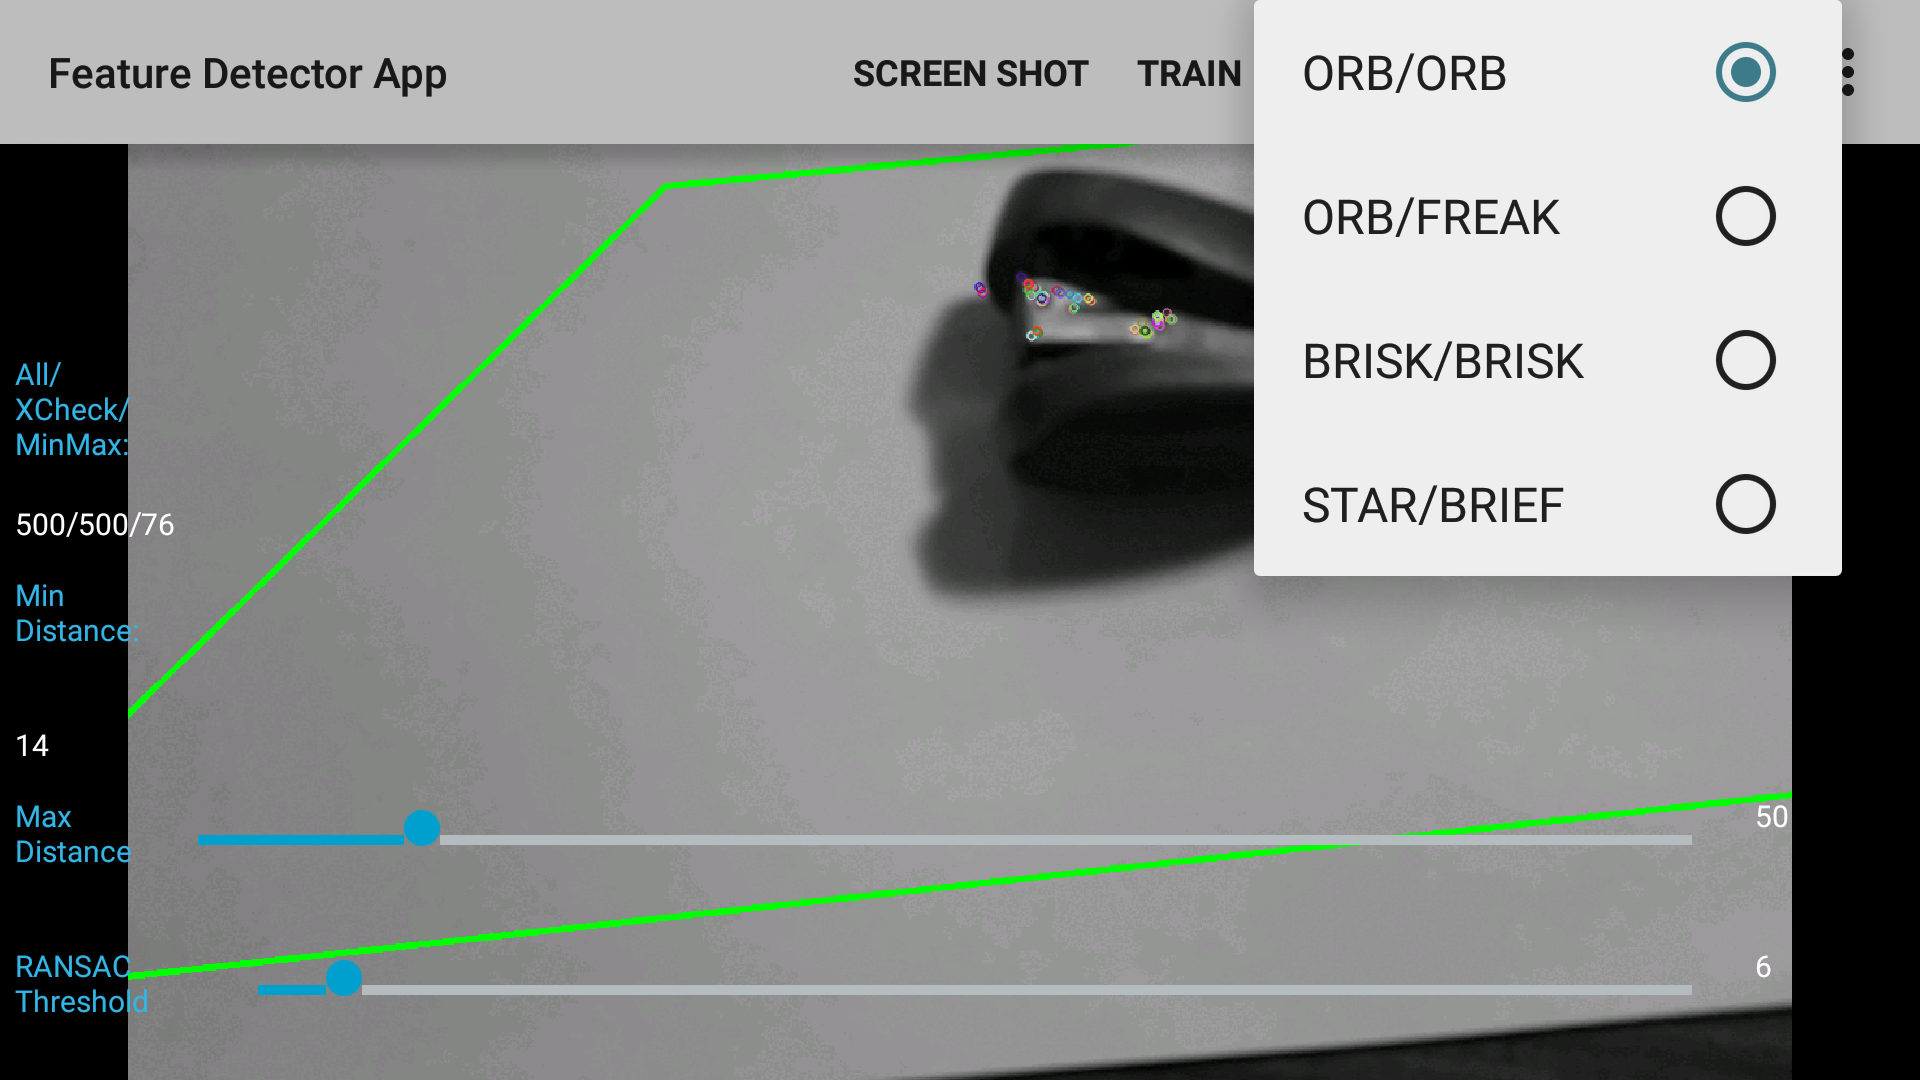 Feature Detector App
SCREEN SHOT
TRAIN
ORB/ORB
ORB/FREAK
BRISK/BRISK
STAR/BRIEF
All/
XCheck/
MinMax:
500/500/76
Min
Distance:
14
Max
Distance
50
RANSAC
Threshold
6